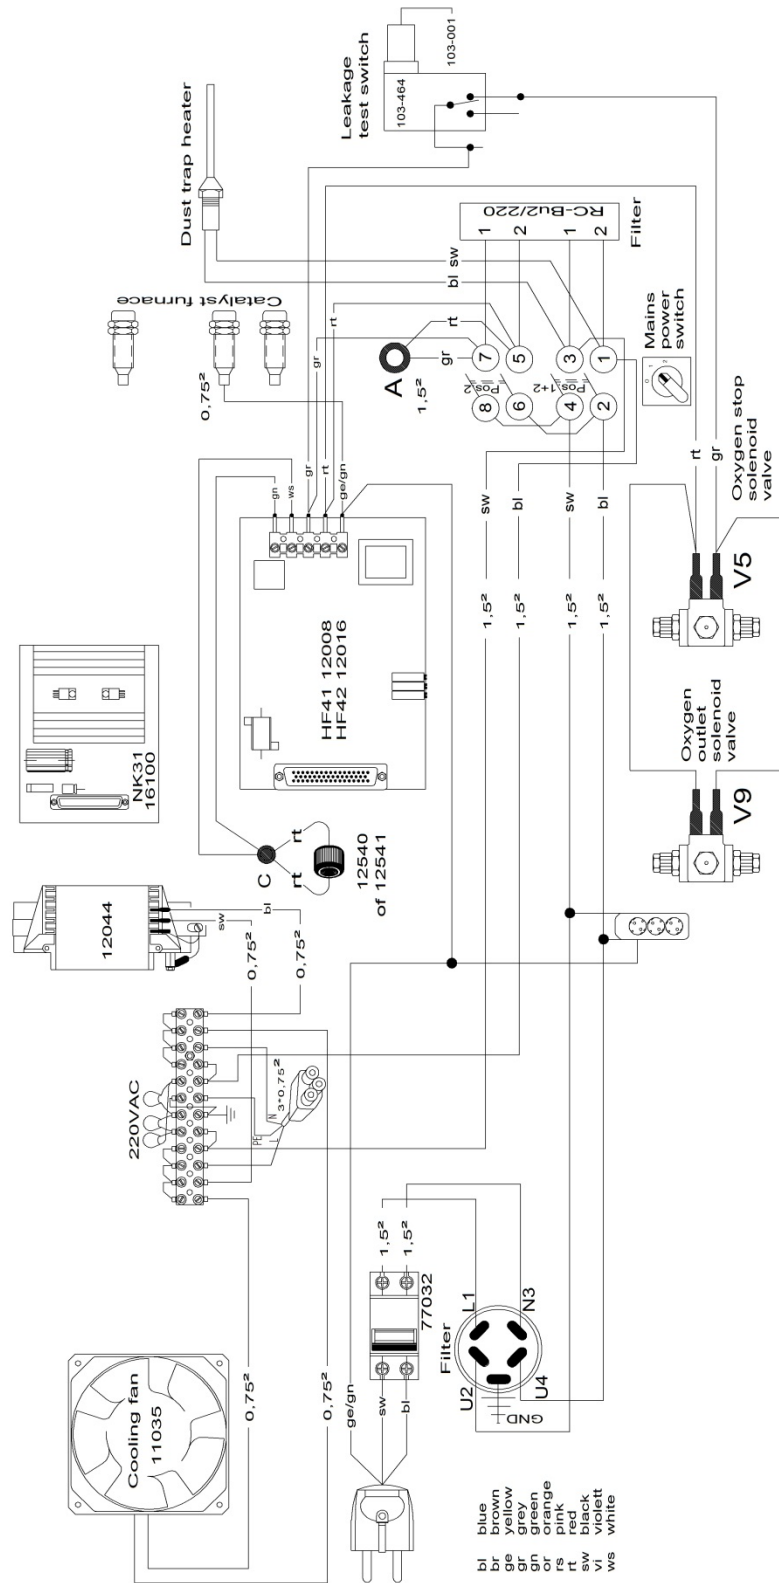 Leakage
test switch
103-001
103-464
Dust trap heater
Catalyst furnace
0,75²
RC-Bu2/220
1
2
1
2
Filter
sw
bl
rt
gr
A
1,5²
gr
rt
7
5
3
1
8
6
4
2
Pos 2
Pos 1+2
Mains
power
switch
0
1
2
gn
ws
gr
rt
ge/gn
sw
bl
sw
bl
1,5²
1,5²
1,5²
1,5²
rt
gr
Oxygen stop
solenoid
valve
V5
Oxygen
outlet
solenoid
valve
V9
HF41 12008
HF42 12016
NK31
16100
C
rt
rt
12540
of 12541
12044
sw
bl
0,75²
0,75²
220VAC
PE
L
N
3*0,75²
Cooling fan
11035
0,75²
0,75²
ge/gn
sw
bl
1,5²
1,5²
77032
Filter
L1
N3
U2
U4
GND
bl blue
br brown
ge yellow
gr grey
gn green
or orange
rs pink
rt red
sw black
vi violett
ws white